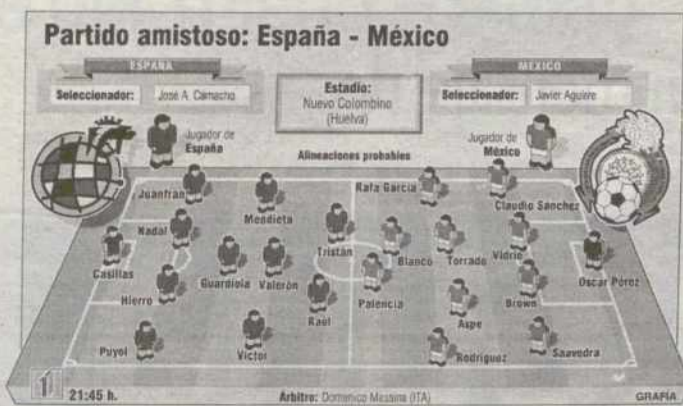 Partido amistoso: España - México
ESPAÑA
Seleccionador: José A. Camacho
Estadio:
Nuevo Colombino
(Huelva)
MÉXICO
Seleccionador: Javier Aguirre
Jugador de
España
Jugador de
México
Alineaciones probables
Juanfran
Mendieta
Rafa García
Claudio Sánchez
Nadal
Tristán
Blanco
Torrado
Vidrio
Casillas
Guardiola
Valerón
Oscar Pérez
Hierro
Raúl
Palencia
Brown
Aspe
Puyol
Víctor
Rodríguez
Saavedra
1
21:45 h.
Árbitro: Domenico Messina (ITA)
GRAFIA